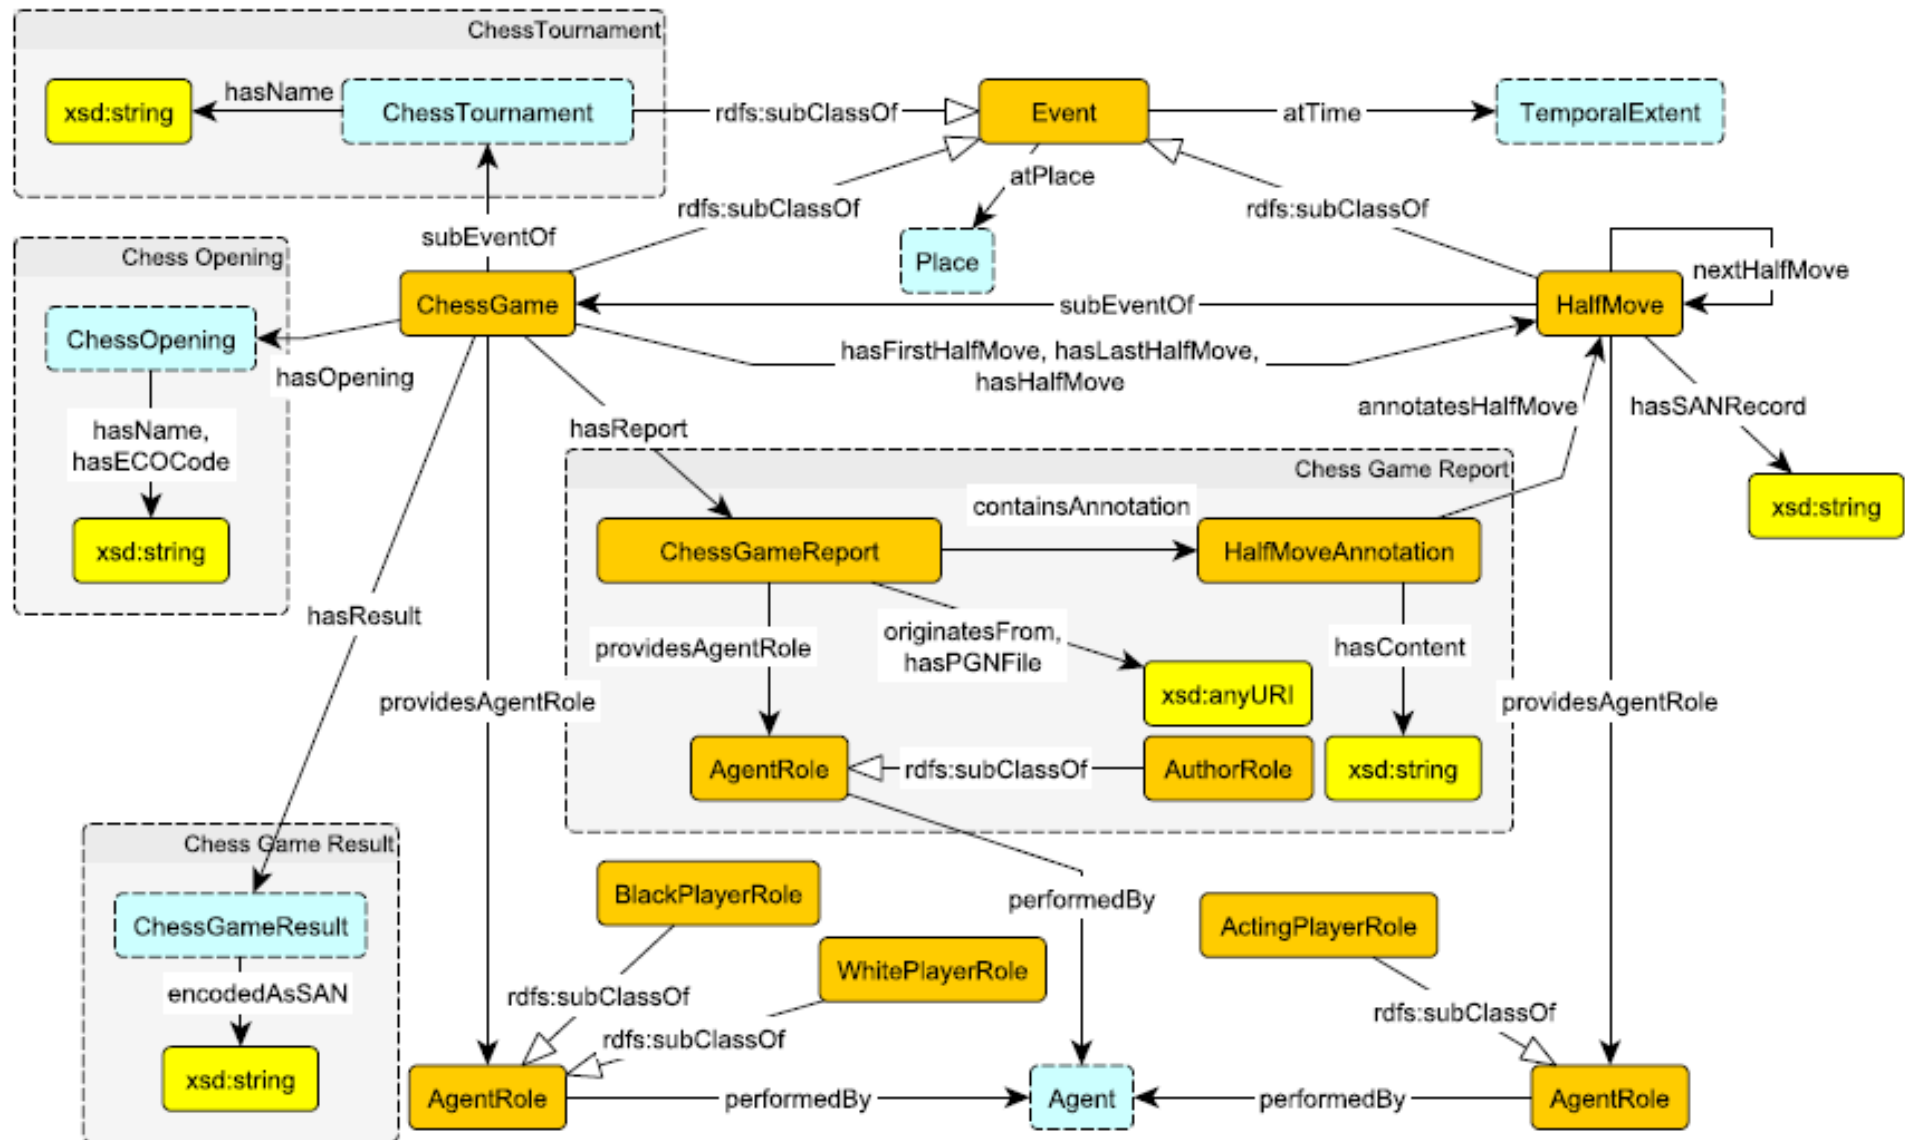 ChessTournament
xsd:string
hasName
ChessTournament
rdfs:subClassOf
Event
atTime
TemporalExtent
atPlace
rdfs:subClassOf
rdfs:subClassOf
subEventOf
Place
Chess Opening
nextHalfMove
ChessGame
subEventOf
HalfMove
ChessOpening
hasOpening
hasFirstHalfMove, hasLastHalfMove,
hasHalfMove
annotatesHalfMove
hasSANRecord
hasName,
hasECOCode
hasReport
Chess Game Report
containsAnnotation
xsd:string
xsd:string
ChessGameReport
HalfMoveAnnotation
hasResult
originatesFrom,
hasPGNFile
providesAgentRole
hasContent
providesAgentRole
xsd:anyURI
providesAgentRole
AgentRole
rdfs:subClassOf
AuthorRole
xsd:string
Chess Game Result
BlackPlayerRole
performedBy
ActingPlayerRole
ChessGameResult
WhitePlayerRole
encodedAsSAN
rdfs:subClassOf
rdfs:subClassOf
rdfs:subClassOf
xsd:string
AgentRole
performedBy
Agent
performedBy
AgentRole